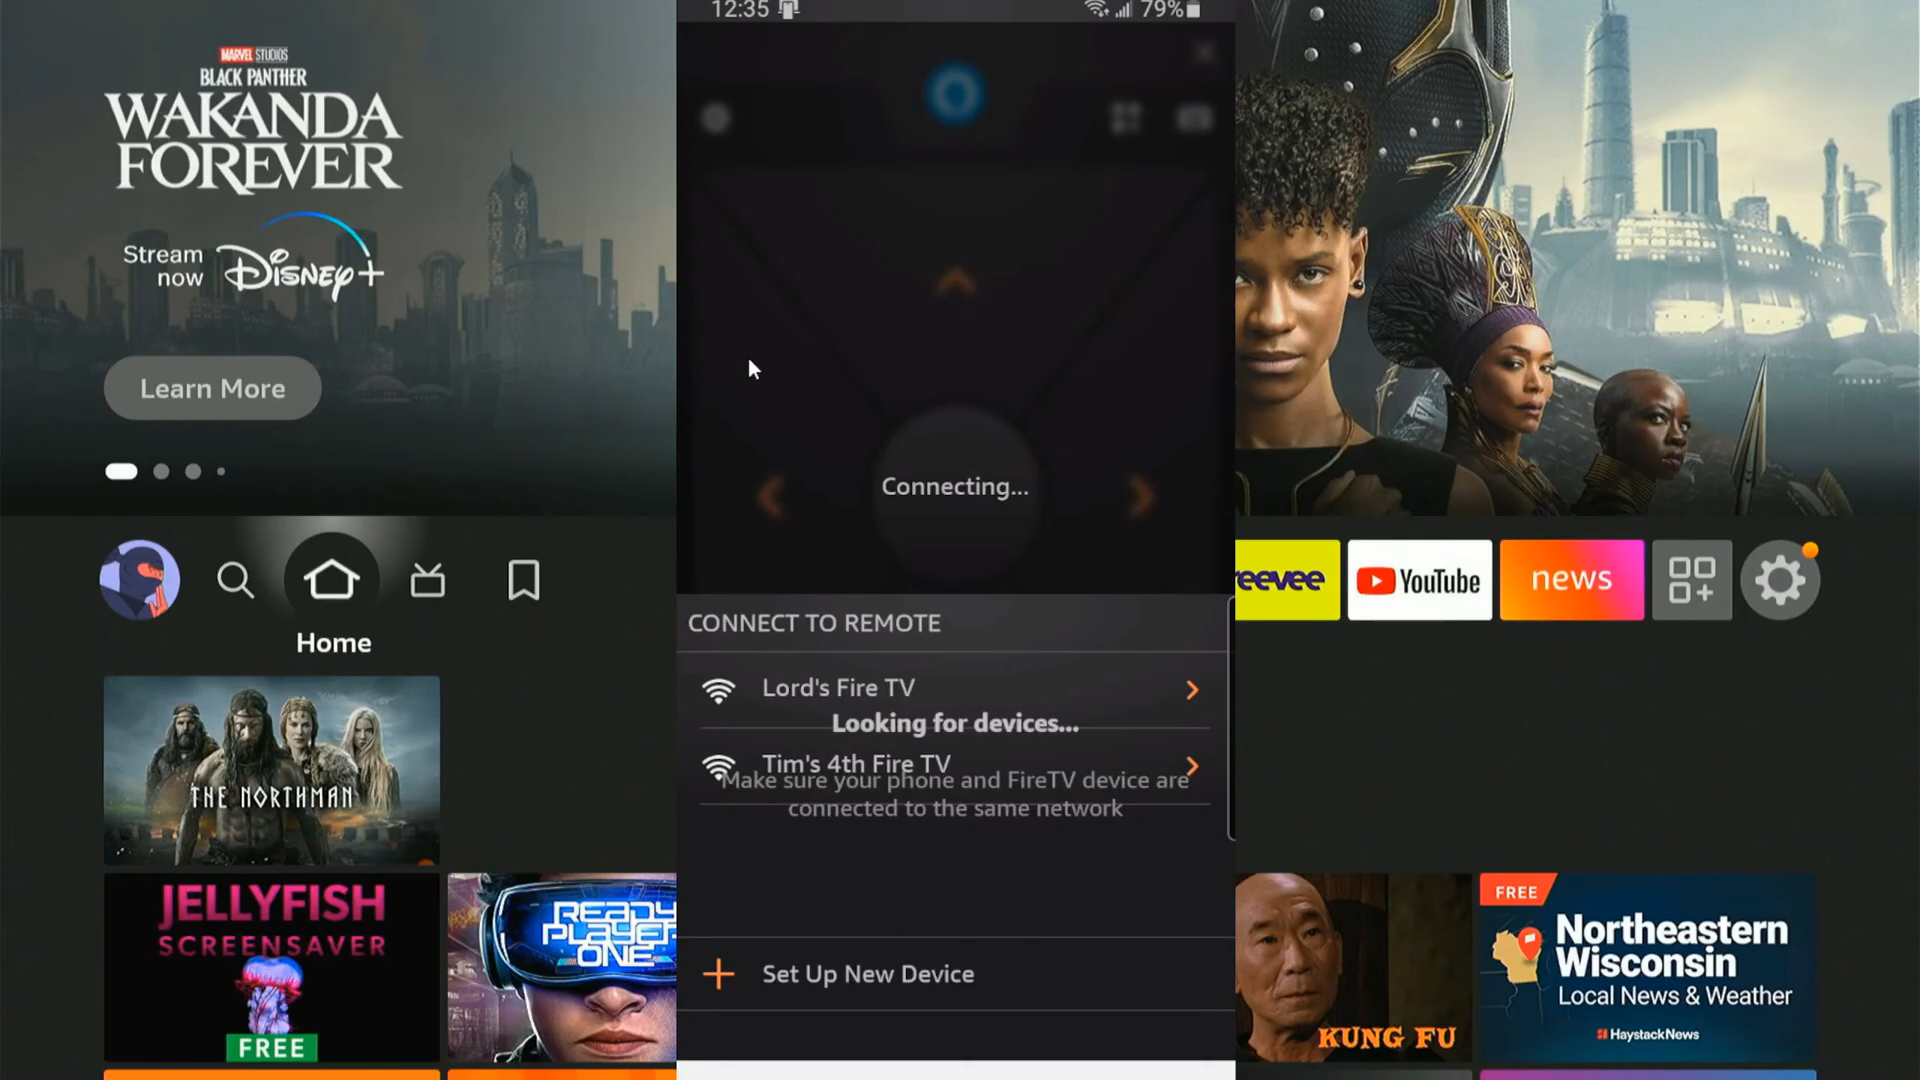 MARVEL STUDIOS
BLACK PANTHER
WAKANDA
FOREVER
Stream
now
Disney+
Learn More
Home
THE NORTHMAN
JELLYFISH
SCREENSAVER
FREE
READY
PLAYER
ONE
12:35
79%
Connecting...
CONNECT TO REMOTE
Lord's Fire TV
Looking for devices...
Tim's 4th Fire TV
Make sure your phone and FireTV device are
connected to the same network
Set Up New Device
reevee
YouTube
news
KUNG FU
FREE
Northeastern
Wisconsin
Local News & Weather
HaystackNews